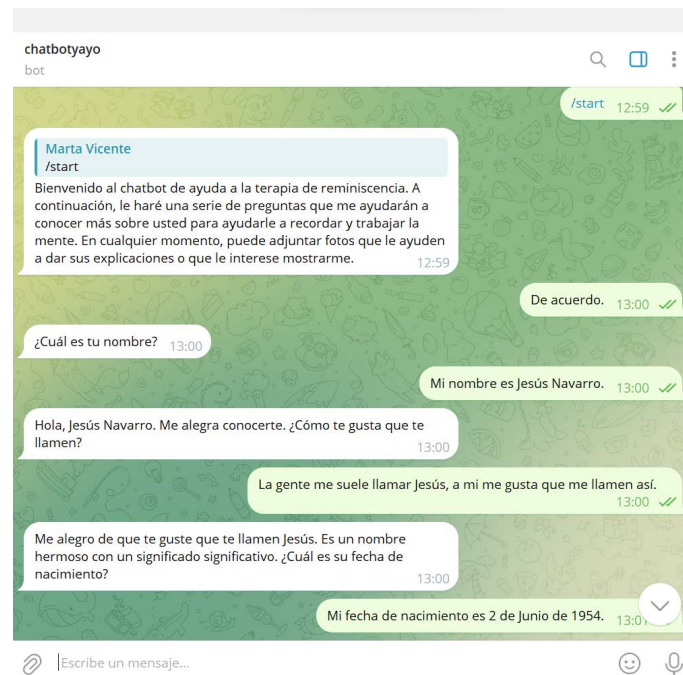 chatbotyayo
bot
/start 12:59
Marta Vicente
/start
Bienvenido al chatbot de ayuda a la terapia de reminiscencia. A
continuación, le haré una serie de preguntas que me ayudarán a
conocer más sobre usted para ayudarle a recordar y trabajar la
mente. En cualquier momento, puede adjuntar fotos que le ayuden
a dar sus explicaciones o que le interese mostrarme. 12:59
De acuerdo. 13:00
¿Cuál es tu nombre? 13:00
Mi nombre es Jesús Navarro. 13:00
Hola, Jesús Navarro. Me alegra conocerte. ¿Cómo te gusta que te
llamen? 13:00
La gente me suele llamar Jesús, a mi me gusta que me llamen así.
13:00
Me alegro de que te guste que te llamen Jesús. Es un nombre
hermoso con un significado significativo. ¿Cuál es su fecha de
nacimiento? 13:00
Mi fecha de nacimiento es 2 de Junio de 1954. 13:01
Escribe un mensaje...